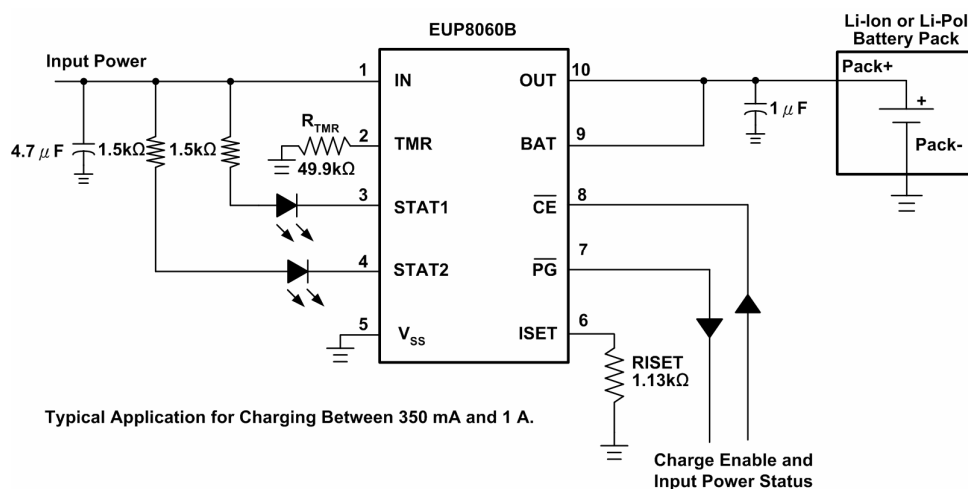 EUP8060B
Li-Ion or Li-Pol
Battery Pack
Input Power
1
IN
OUT
10
Pack+
+
Pack-
4.7 μF
1.5kΩ
1.5kΩ
R_TMR
49.9kΩ
2
TMR
BAT
9
1 μF
3
STAT1
CE
8
4
STAT2
PG
7
5
V_SS
ISET
6
RISET
1.13kΩ
Typical Application for Charging Between 350 mA and 1 A.
Charge Enable and
Input Power Status